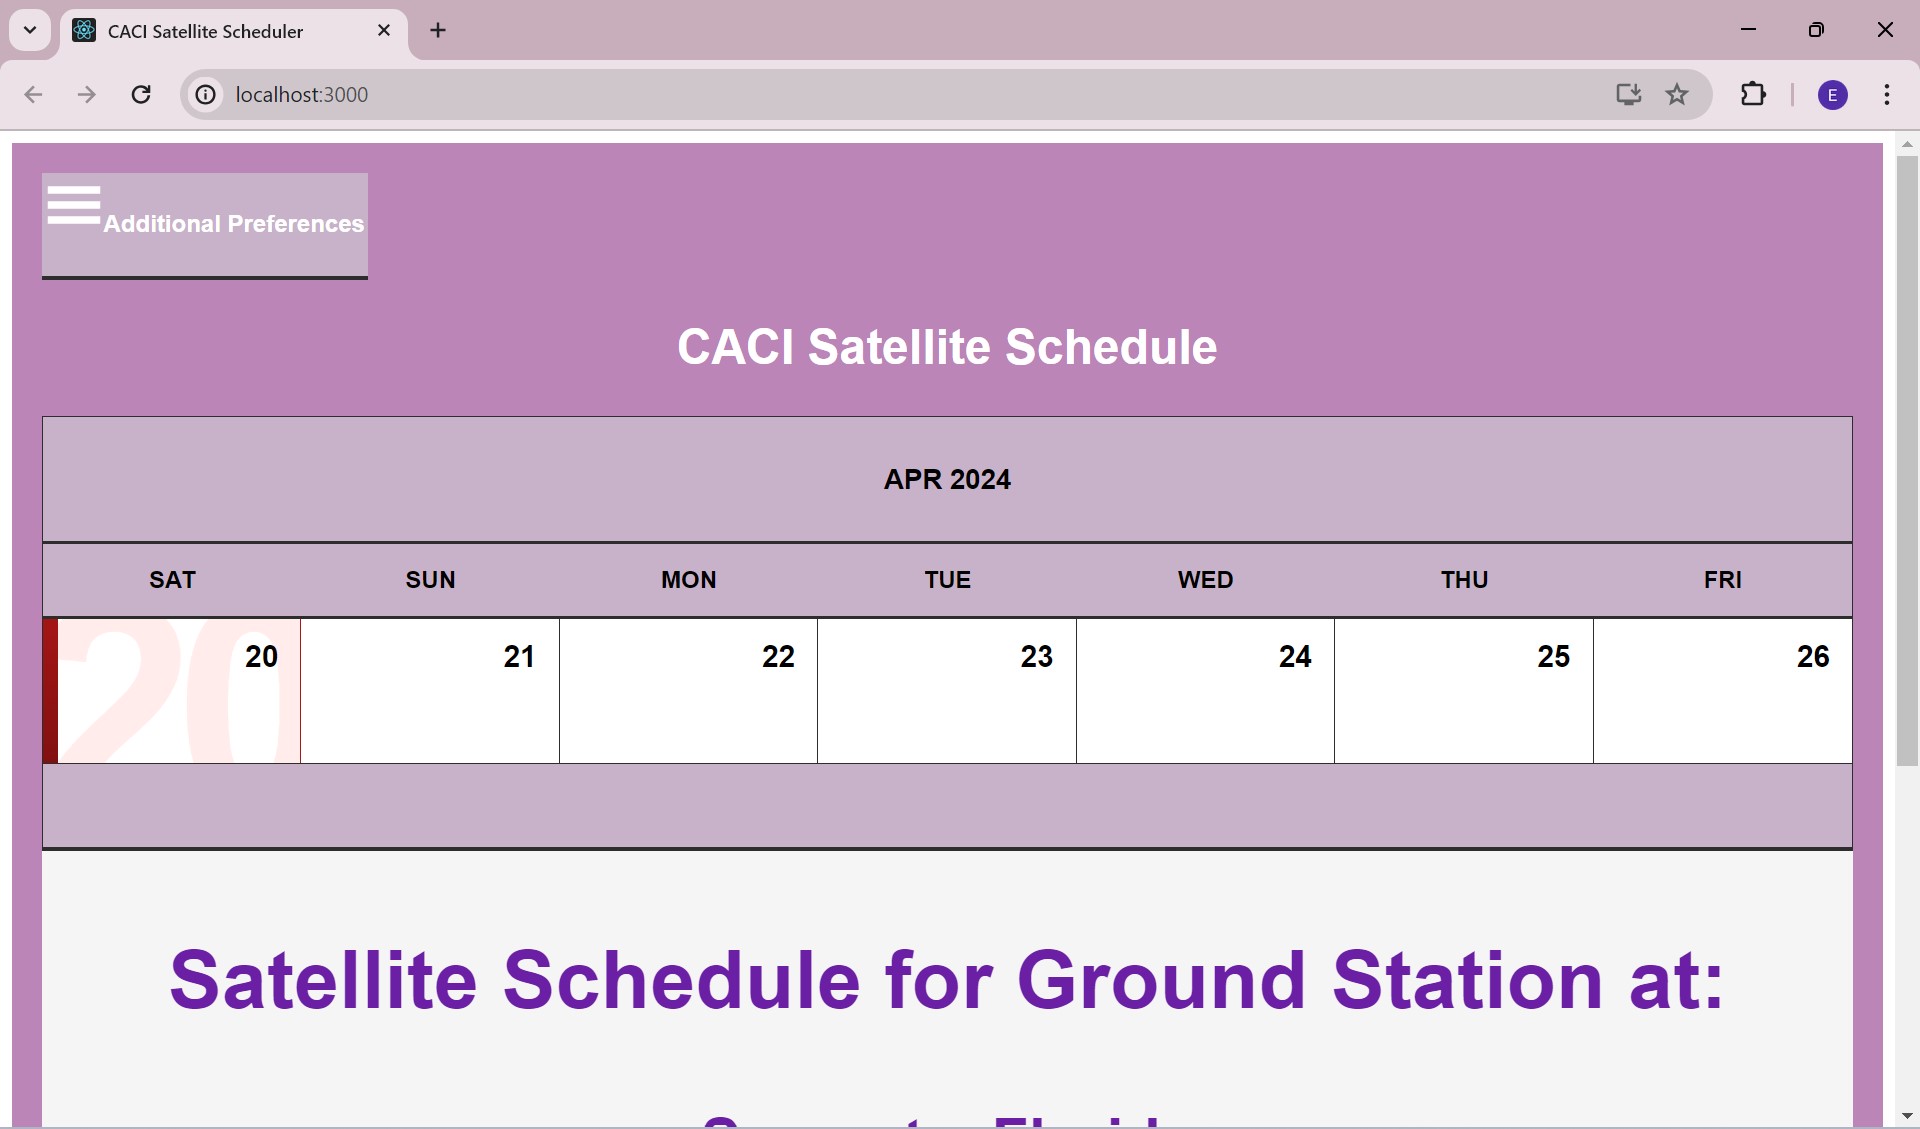 CACI Satellite Scheduler
localhost:3000
E
Additional Preferences
CACI Satellite Schedule
APR 2024
SAT SUN MON TUE WED THU FRI
20 20 21 22 23 24 25 26
Satellite Schedule for Ground Station at: